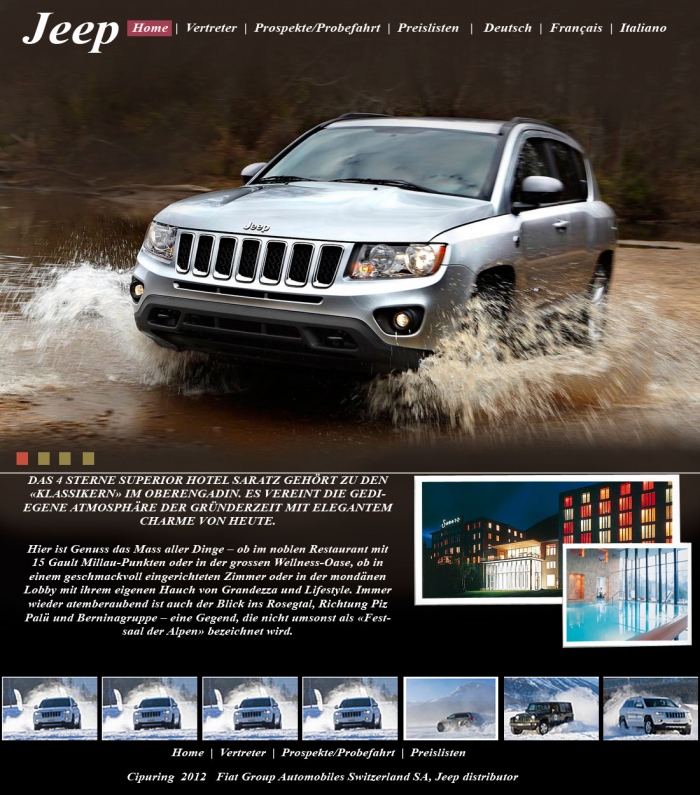 Jeep
Home | Vertreter | Prospekte/Probefahrt | Preislisten | Deutsch | Français | Italiano
Jeep
DAS 4 STERNE SUPERIOR HOTEL SARATZ GEHÖRT ZU DEN
«KLASSIKERN» IM OBERENGADIN. ES VEREINT DIE GEDI-
EGENE ATMOSPHÄRE DER GRÜNDERZEIT MIT ELEGANTEM
CHARME VON HEUTE.
Hier ist Genuss das Mass aller Dinge – ob im noblen Restaurant mit
15 Gault Millau-Punkten oder in der grossen Wellness-Oase, ob in
einem geschmackvoll eingerichteten Zimmer oder in der mondänen
Lobby mit ihrem eigenen Hauch von Grandezza und Lifestyle. Immer
wieder atemberaubend ist auch der Blick ins Rosegtal, Richtung Piz
Palü und Berninagruppe – eine Gegend, die nicht umsonst als «Fest-
saal der Alpen» bezeichnet wird.
Home | Vertreter | Prospekte/Probefahrt | Preislisten
Cipuring 2012 Fiat Group Automobiles Switzerland SA, Jeep distributor